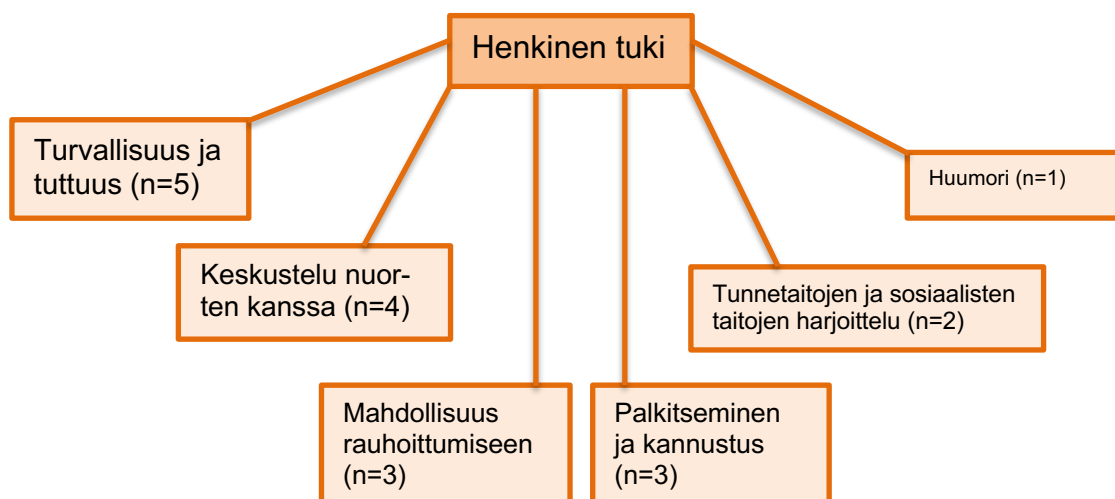 Henkinen tuki
Turvallisuus ja
tuttuus (n=5)
Huumori (n=1)
Keskustelu nuor-
ten kanssa (n=4)
Tunnetaitojen ja sosiaalisten
taitojen harjoittelu (n=2)
Mahdollisuus
rauhoittumiseen
(n=3)
Palkitseminen
ja kannustus
(n=3)